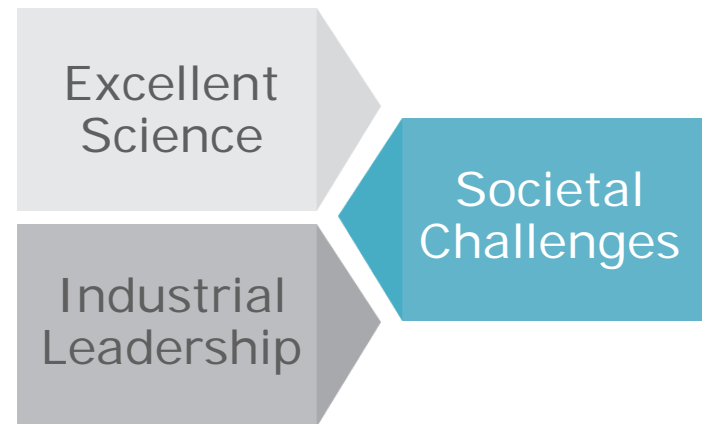 Excellent
Science
Societal
Challenges
Industrial
Leadership